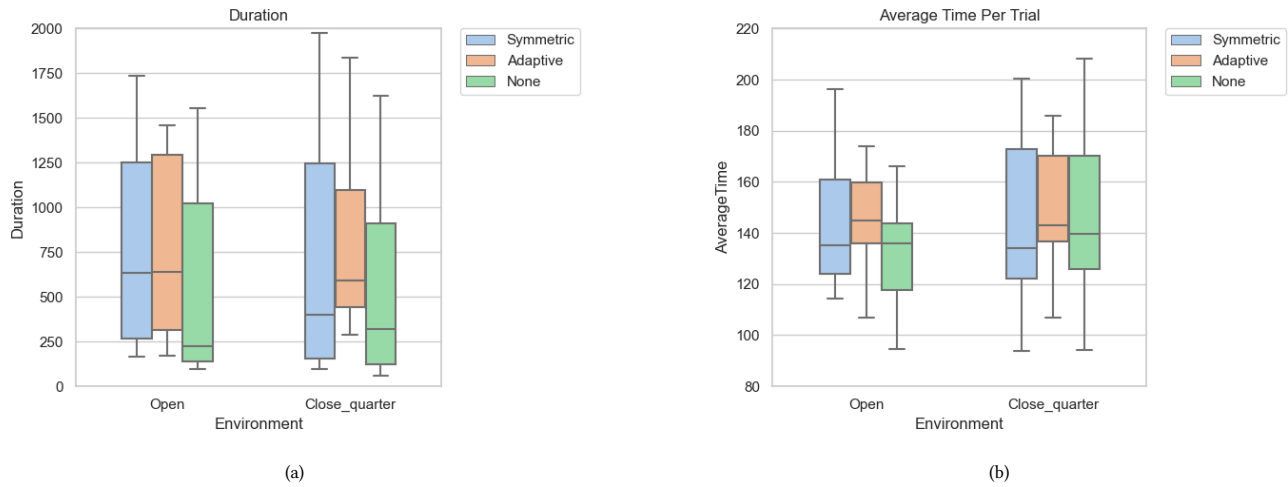 Duration
2000
1750
1500
1250
1000
750
500
250
0
Duration
Open
Close_quarter
Environment
Symmetric
Adaptive
None
(a)
Average Time Per Trial
220
200
180
160
140
120
100
80
AverageTime
Open
Close_quarter
Environment
Symmetric
Adaptive
None
(b)